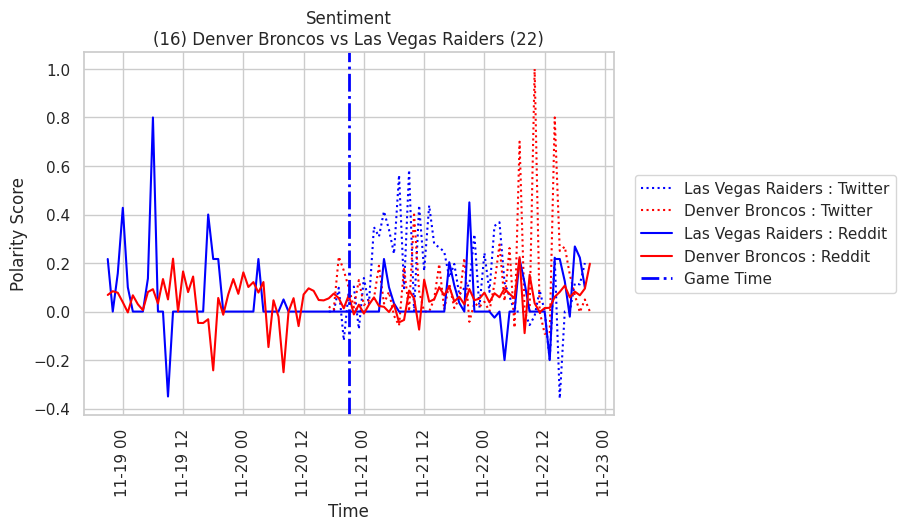 Sentiment
(16) Denver Broncos vs Las Vegas Raiders (22)
Polarity Score
1.0
0.8
0.6
0.4
0.2
0.0
−0.2
−0.4
11-19 00
11-19 12
11-20 00
11-20 12
11-21 00
11-21 12
11-22 00
11-22 12
11-23 00
Time
Las Vegas Raiders : Twitter
Denver Broncos : Twitter
Las Vegas Raiders : Reddit
Denver Broncos : Reddit
Game Time